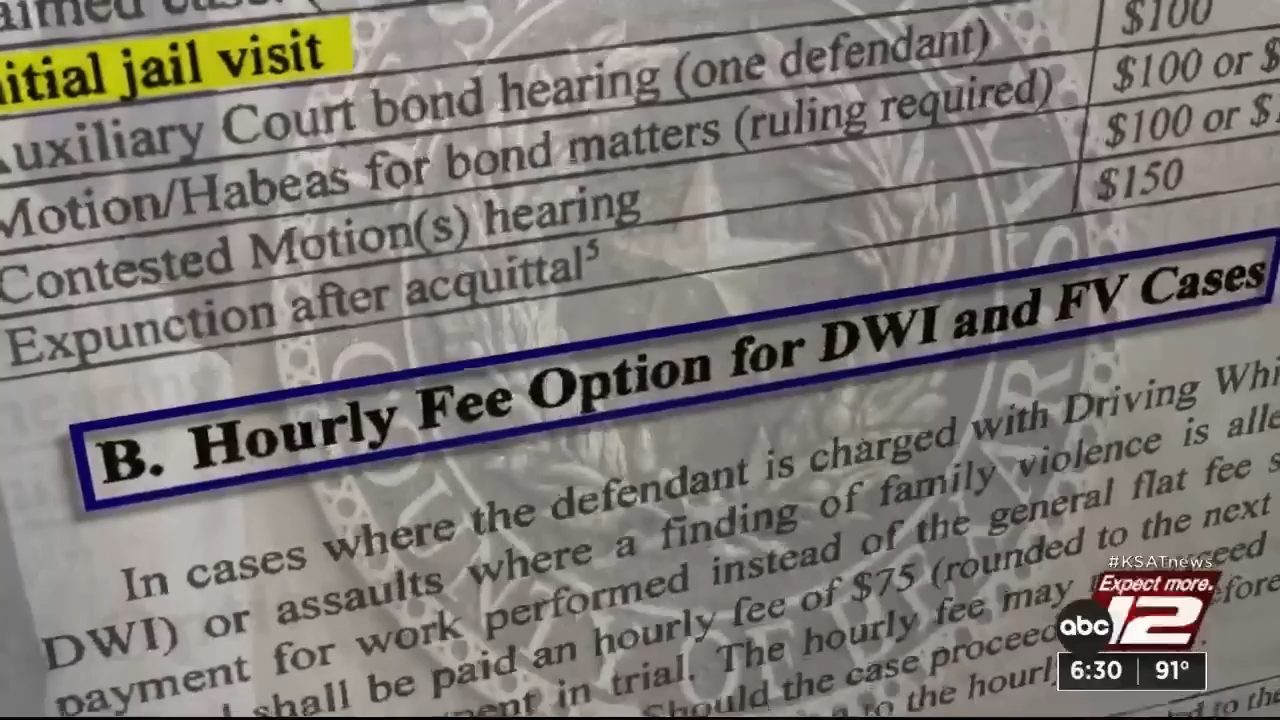 $100
itial jail visit
uxiliary Court bond hearing (one defendant) $100 or $
Motion/Habeas for bond matters (ruling required) $100 or $
Contested Motion(s) hearing $150
Expunction after acquittal5
B. Hourly Fee Option for DWI and FV Cases
In cases where the defendant is charged with Driving Whi
DWI) or assaults where a finding of family violence is alle
payment for work performed instead of the general flat fee s
shall be paid an hourly fee of $75 (rounded to the next
in trial. The hourly fee may
Should the case proceed
to the hourl
#KSATnews
Expect more.
abc 12
6:30 91°